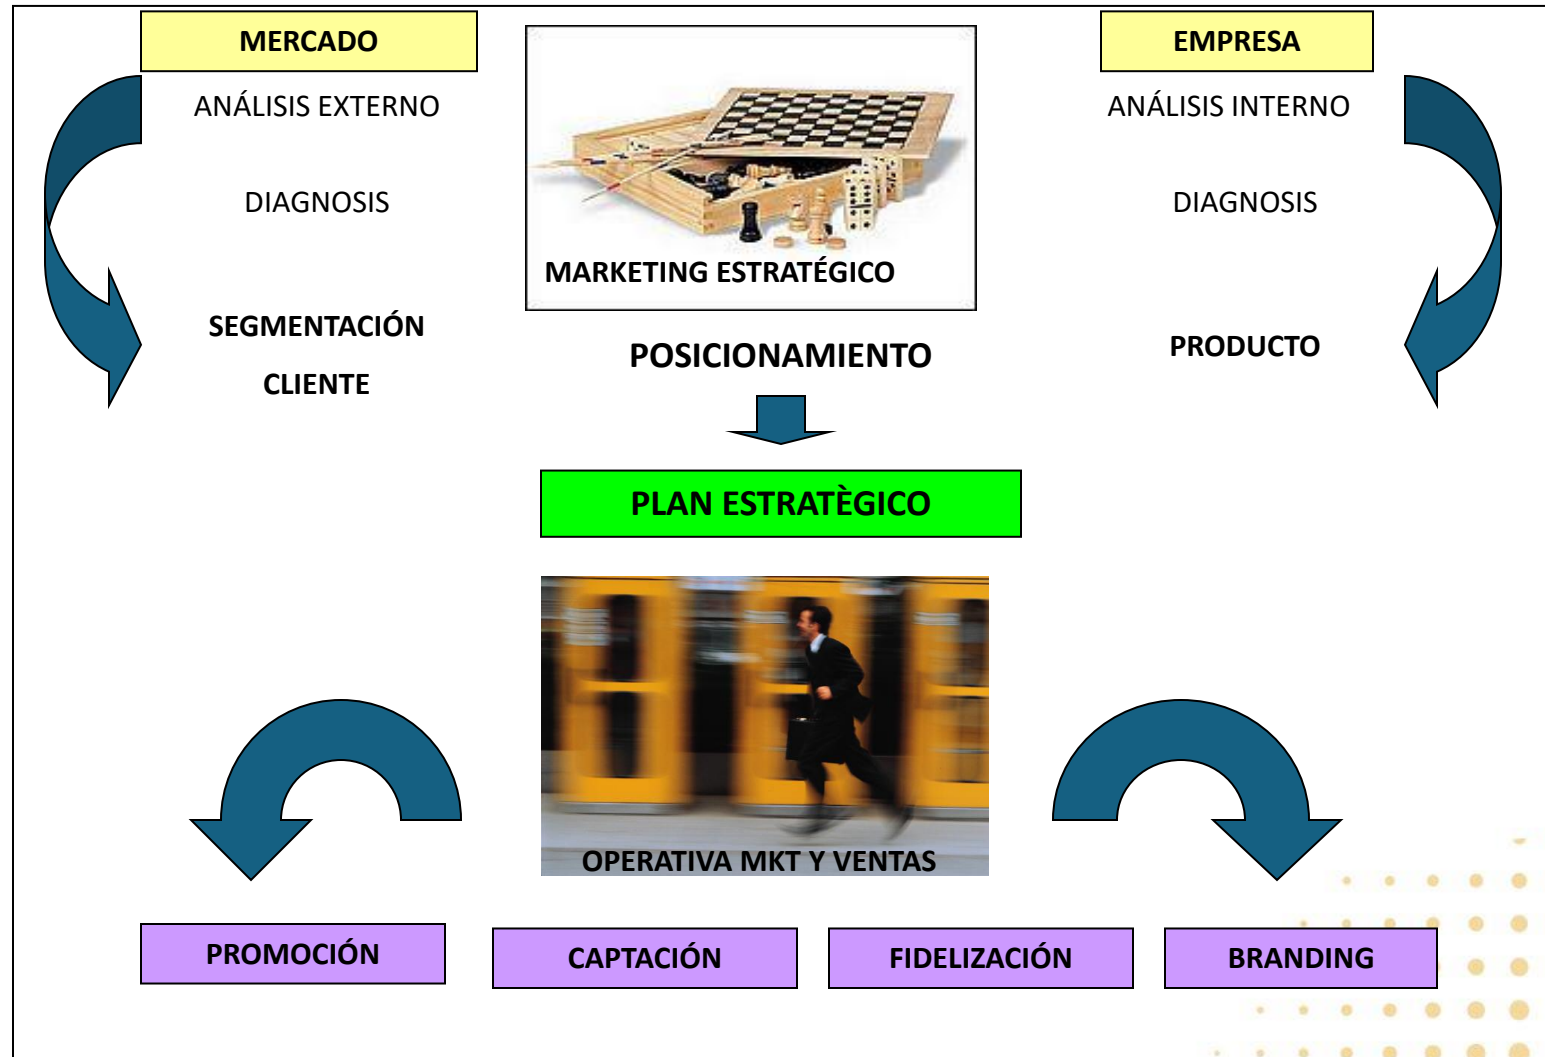 MERCADO
EMPRESA
ANÁLISIS EXTERNO
ANÁLISIS INTERNO
DIAGNOSIS
DIAGNOSIS
MARKETING ESTRATÉGICO
SEGMENTACIÓN
CLIENTE
POSICIONAMIENTO
PRODUCTO
PLAN ESTRATÈGICO
OPERATIVA MKT Y VENTAS
PROMOCIÓN
CAPTACIÓN
FIDELIZACIÓN
BRANDING